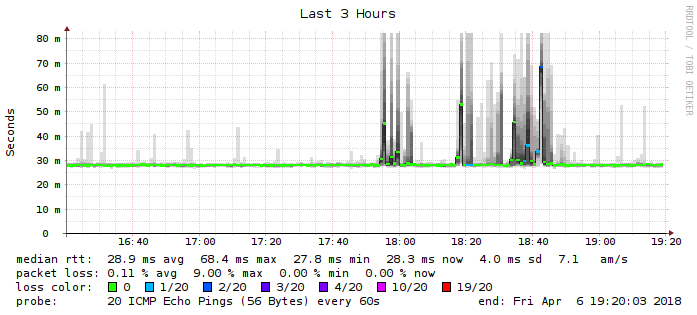 Last 3 Hours
RRDTOOL / TOBI OETIKER
Seconds
80 m
70 m
60 m
50 m
40 m
30 m
20 m
10 m
0
16:40 17:00 17:20 17:40 18:00 18:20 18:40 19:00 19:20
median rtt: 28.9 ms avg 68.4 ms max 27.8 ms min 28.3 ms now 4.0 ms sd 7.1 am/s
packet loss: 0.11 % avg 9.00 % max 0.00 % min 0.00 % now
loss color: 0 1/20 2/20 3/20 4/20 10/20 19/20
probe: 20 ICMP Echo Pings (56 Bytes) every 60s end: Fri Apr 6 19:20:03 2018